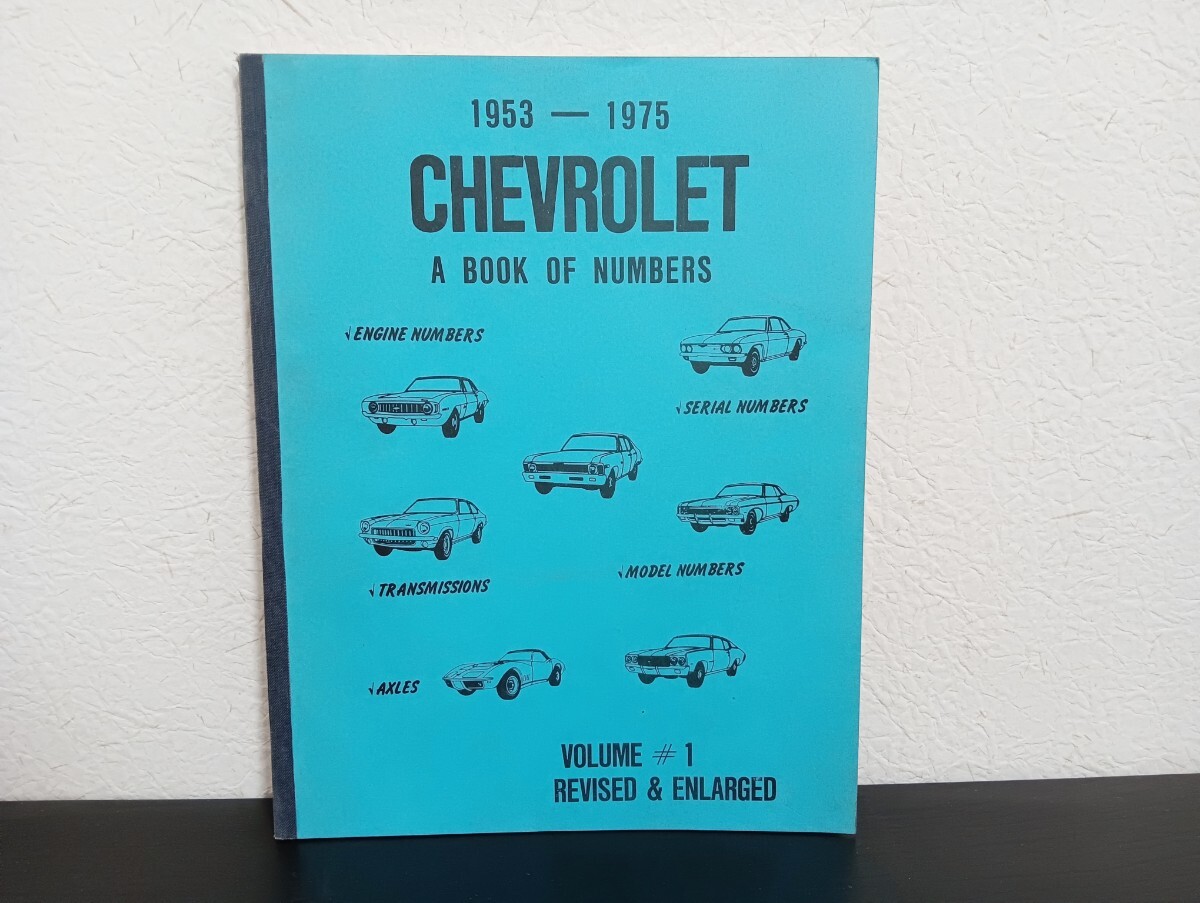 1953 — 1975
CHEVROLET
A BOOK OF NUMBERS
√ENGINE NUMBERS
√SERIAL NUMBERS
√MODEL NUMBERS
√TRANSMISSIONS
√AXLES
VOLUME #1
REVISED & ENLARGED